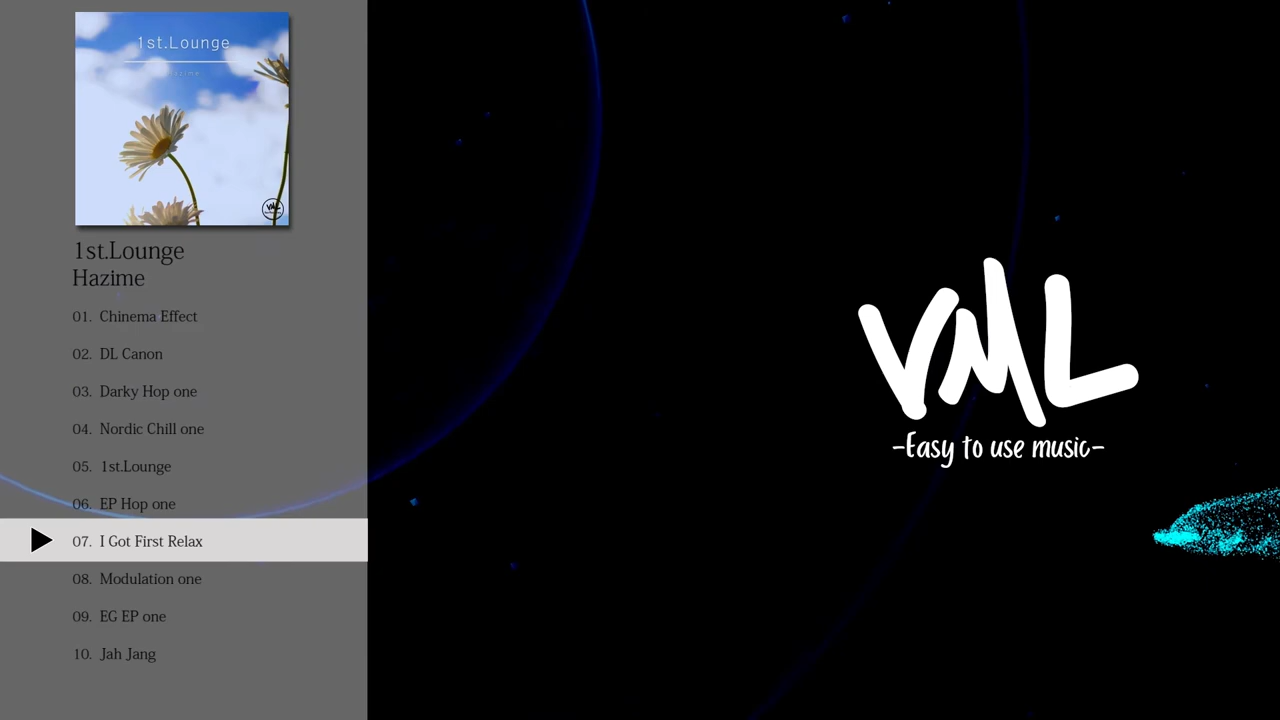 1st.Lounge
Hazime
VML
1st.Lounge
Hazime
01. Chinema Effect
02. DL Canon
03. Darky Hop one
04. Nordic Chill one
05. 1st.Lounge
06. EP Hop one
07. I Got First Relax
08. Modulation one
09. EG EP one
10. Jah Jang
VML
-Easy to use music-